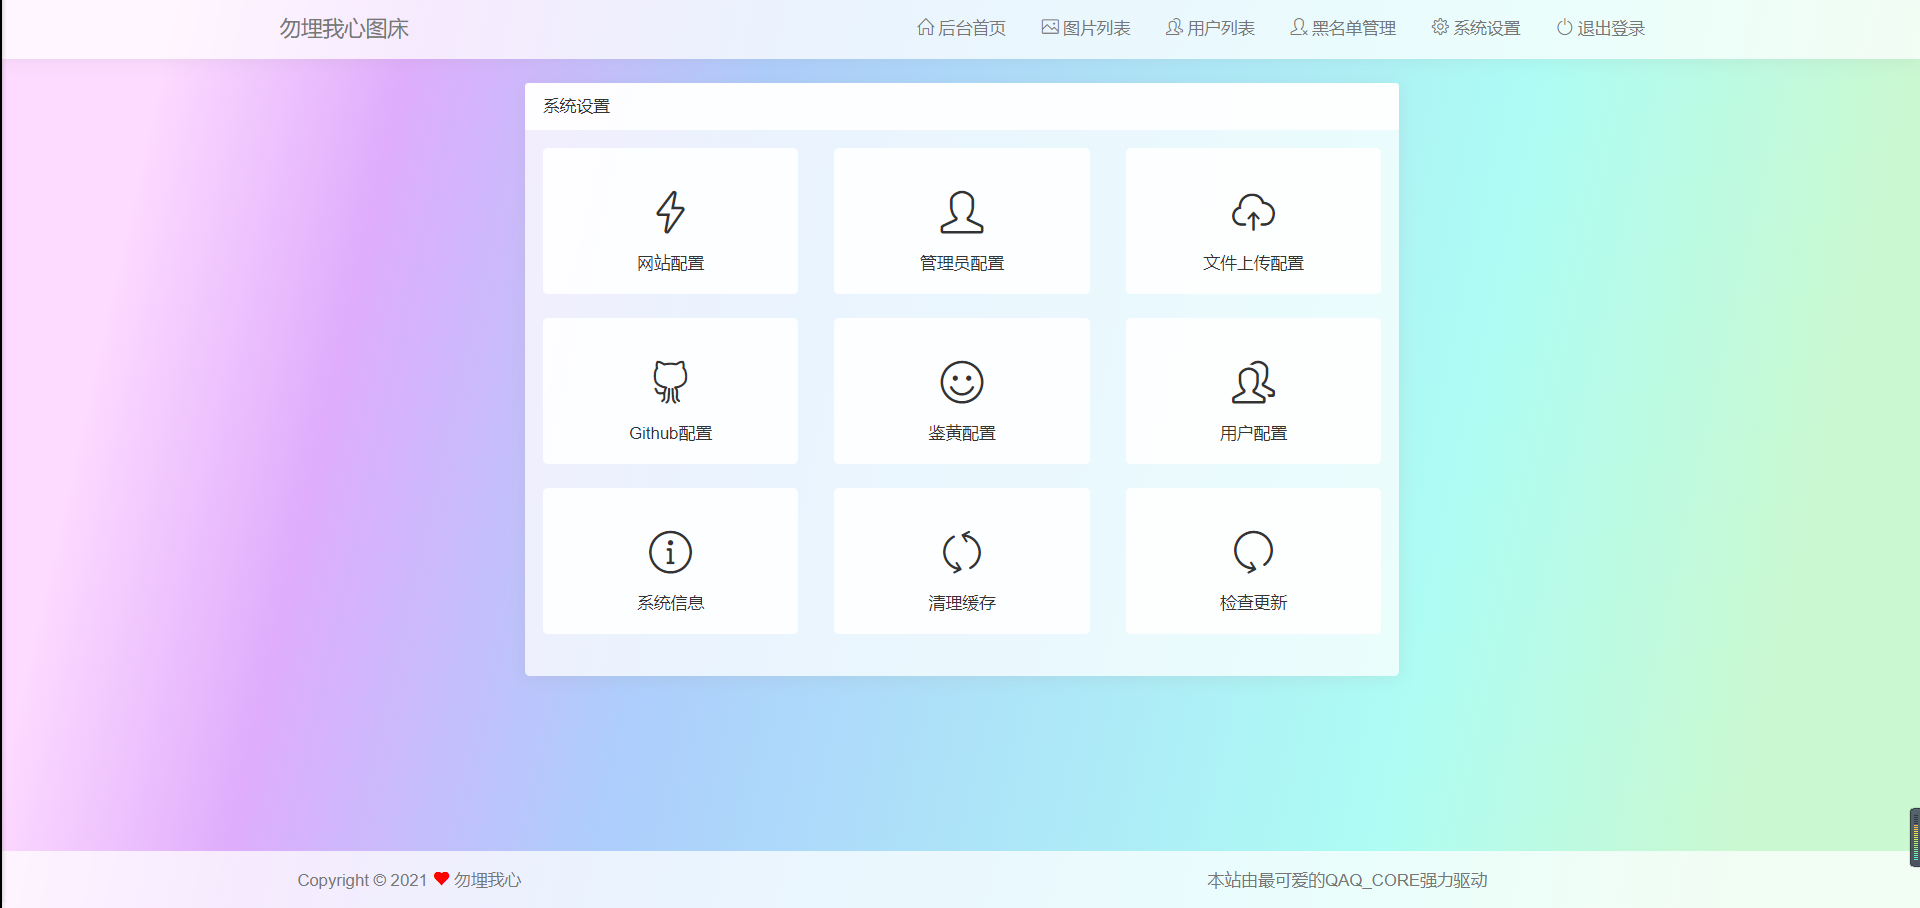 勿埋我心图床
后台首页 图片列表 用户列表 黑名单管理 系统设置 退出登录
系统设置
网站配置 管理员配置 文件上传配置
Github配置 鉴黄配置 用户配置
系统信息 清理缓存 检查更新
Copyright © 2021 ❤ 勿埋我心
本站由最可爱的QAQ_CORE强力驱动